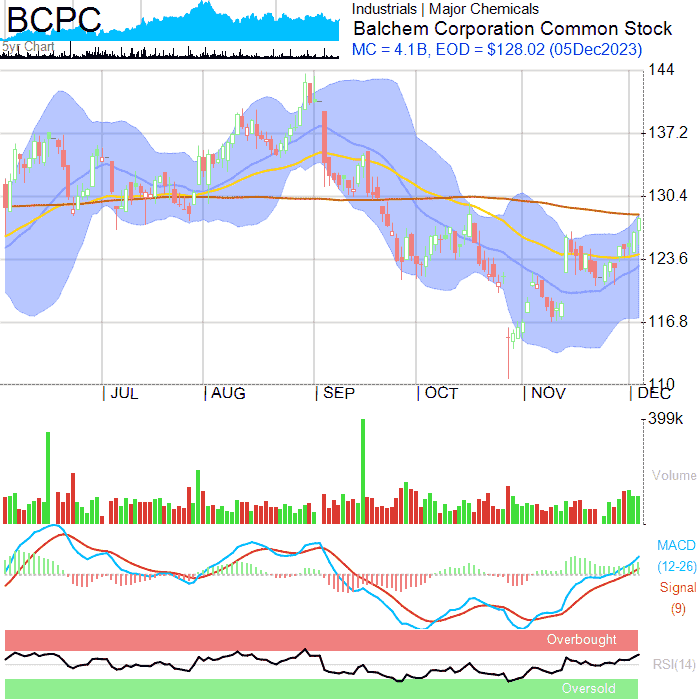 BCPC
5yr Chart
Industrials | Major Chemicals
Balchem Corporation Common Stock
MC = 4.1B, EOD = $128.02 (05Dec2023)
144
137.2
130.4
123.6
116.8
110
JUL
AUG
SEP
OCT
NOV
DEC
399k
Volume
MACD
(12-26)
Signal
(9)
Overbought
RSI(14)
Oversold